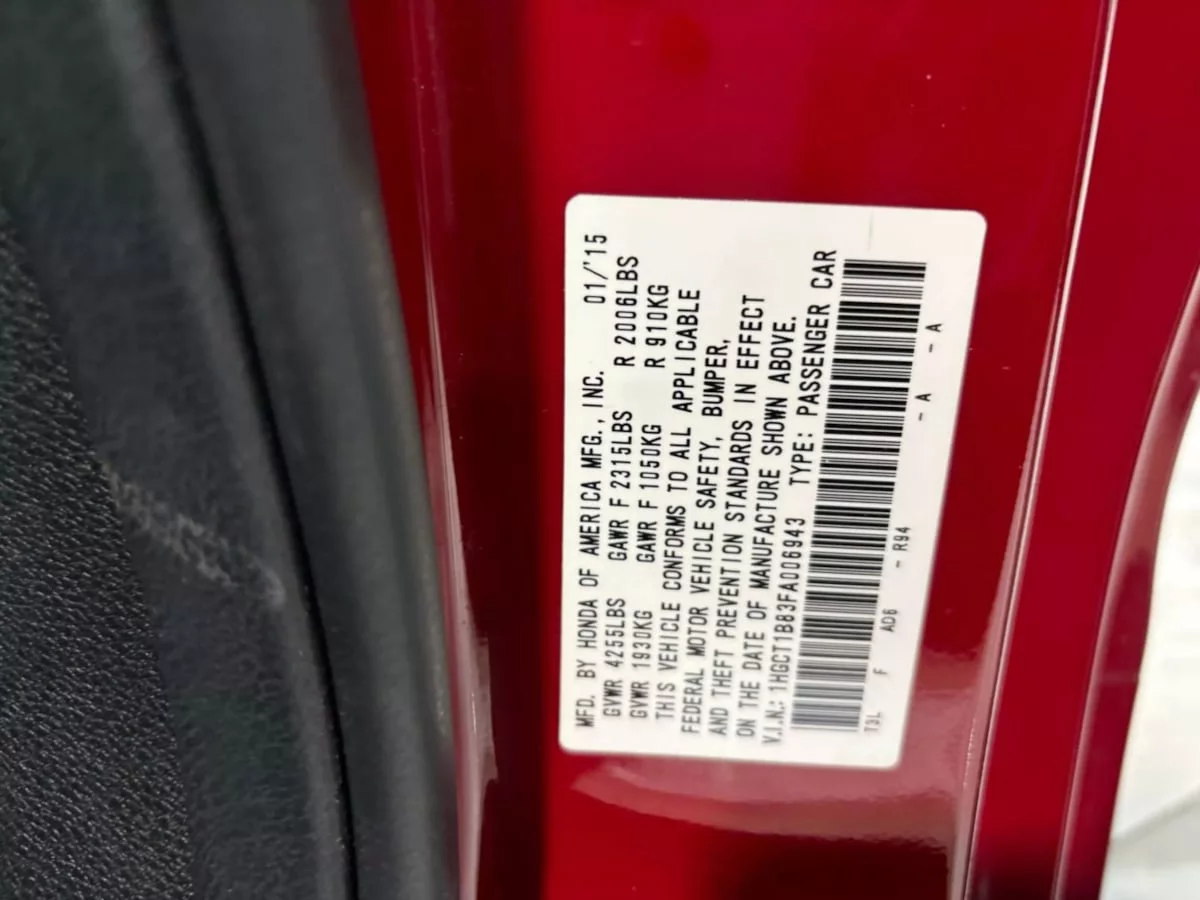 MFD. BY HONDA OF AMERICA MFG., INC. 01/'15
GVWR 4255LBS GAWR F 2315LBS R 2006LBS
GVWR 1930KG GAWR F 1050KG R 910KG
THIS VEHICLE CONFORMS TO ALL APPLICABLE
FEDERAL MOTOR VEHICLE SAFETY, BUMPER,
AND THEFT PREVENTION STANDARDS IN EFFECT
ON THE DATE OF MANUFACTURE SHOWN ABOVE.
V.I.N.: 1HGCT1B83FA006943 TYPE: PASSENGER CAR
T3L F AD6 - R94 - A - A